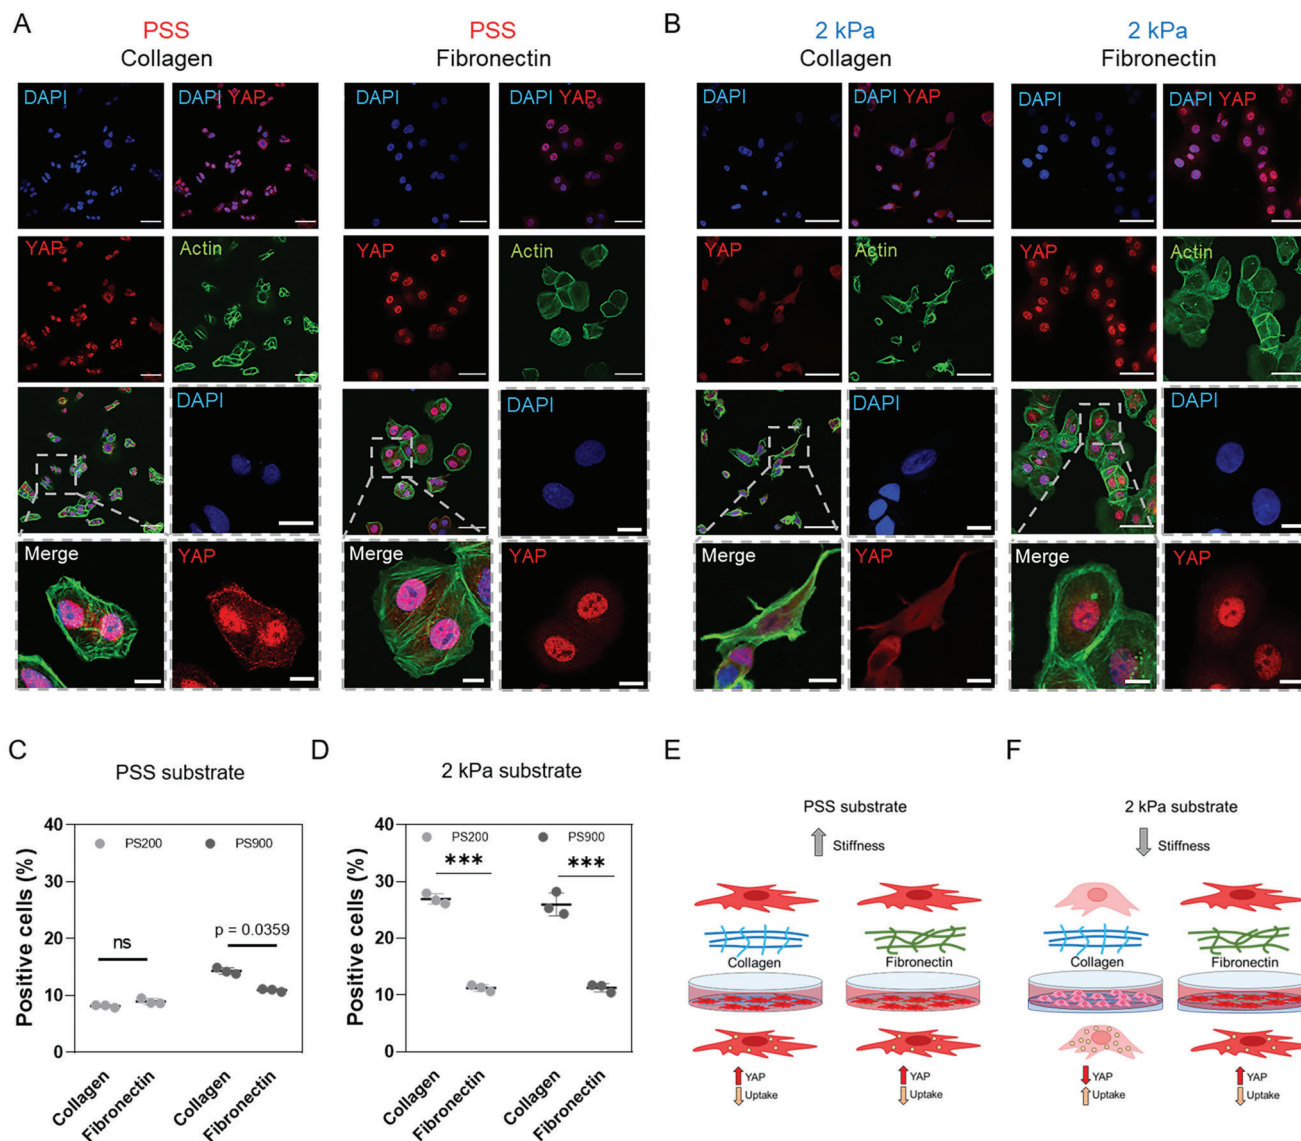 A
PSS
Collagen
PSS
Fibronectin
DAPI
DAPI YAP
DAPI
DAPI YAP
YAP
Actin
YAP
Actin
DAPI
DAPI
Merge
YAP
Merge
YAP
B
2 kPa
Collagen
2 kPa
Fibronectin
DAPI
DAPI YAP
DAPI
DAPI YAP
YAP
Actin
YAP
Actin
DAPI
DAPI
Merge
YAP
Merge
YAP
C
PSS substrate
Positive cells (%)
40
30
20
10
0
PS200
PS900
ns
p = 0.0359
Collagen
Fibronectin
Collagen
Fibronectin
D
2 kPa substrate
Positive cells (%)
40
30
20
10
0
PS200
PS900
***
***
Collagen
Fibronectin
Collagen
Fibronectin
E
PSS substrate
Stiffness
Collagen
Fibronectin
YAP
Uptake
YAP
Uptake
F
2 kPa substrate
Stiffness
Collagen
Fibronectin
YAP
Uptake
YAP
Uptake